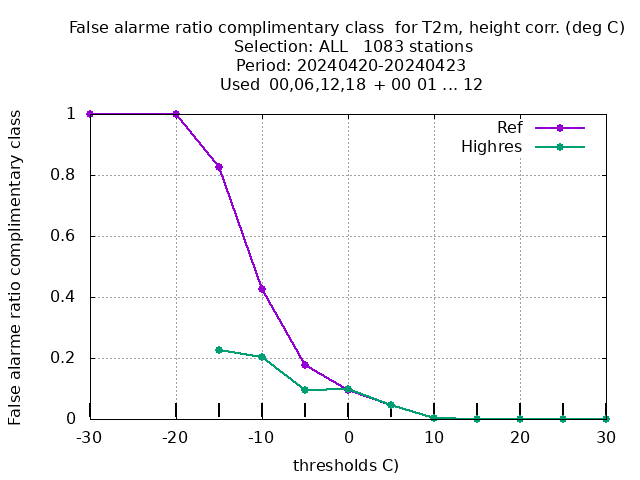 False alarme ratio complimentary class  for T2m, height corr. (deg C)
Selection: ALL   1083 stations
Period: 20240420-20240423
Used  00,06,12,18  + 00 01 ... 12
False alarme ratio complimentary class
1
0.8
0.6
0.4
0.2
0
Ref
Highres
-30 -20 -10 0 10 20 30
thresholds C)